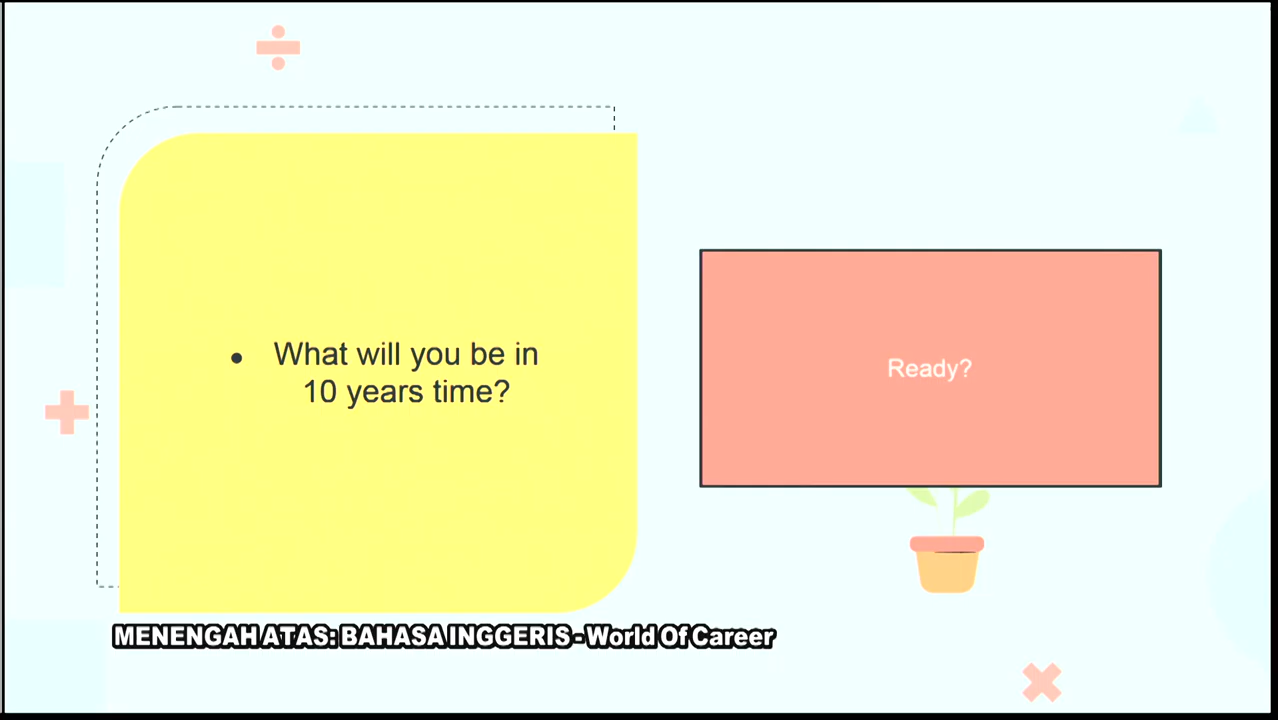 • What will you be in
10 years time?
Ready?
MENENGAH ATAS: BAHASA INGGERIS - World Of Career